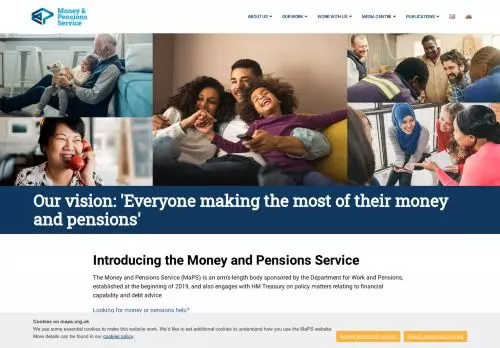 Money &
Pensions
Service
ABOUT US
OUR WORK
WORK WITH US
MEDIA CENTRE
PUBLICATIONS
Our vision: 'Everyone making the most of their money
and pensions'
Introducing the Money and Pensions Service
The Money and Pensions Service (MaPS) is an arm's-length body sponsored by the Department for Work and Pensions,
established at the beginning of 2019, and also engages with HM Treasury on policy matters relating to financial
capability and debt advice.
Looking for money or pensions help?
Cookies on maps.org.uk
We use some essential cookies to make this website work. We'd like to set additional cookies to understand how you use the MaPS website.
More details can be found in our cookies policy.